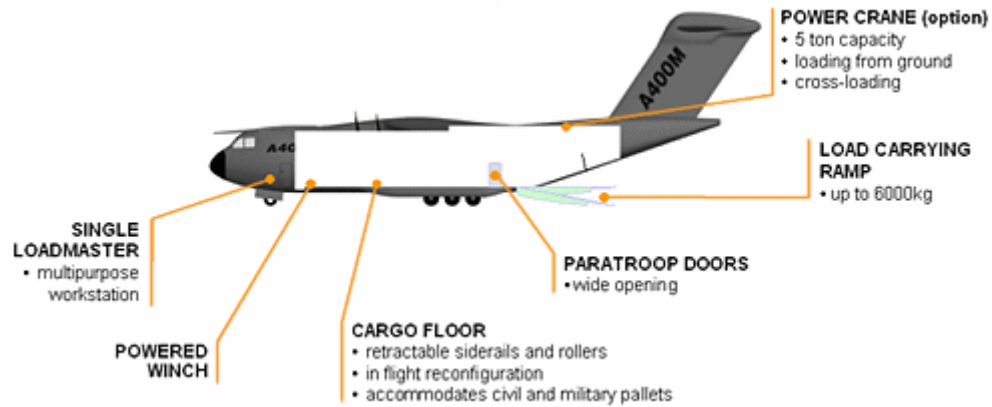 POWER CRANE (option)
• 5 ton capacity
• loading from ground
• cross-loading
A400M
LOAD CARRYING
RAMP
• up to 6000kg
SINGLE
LOADMASTER
• multipurpose
workstation
PARATROOP DOORS
•wide opening
POWERED
WINCH
CARGO FLOOR
• retractable siderails and rollers
• in flight reconfiguration
• accommodates civil and military pallets